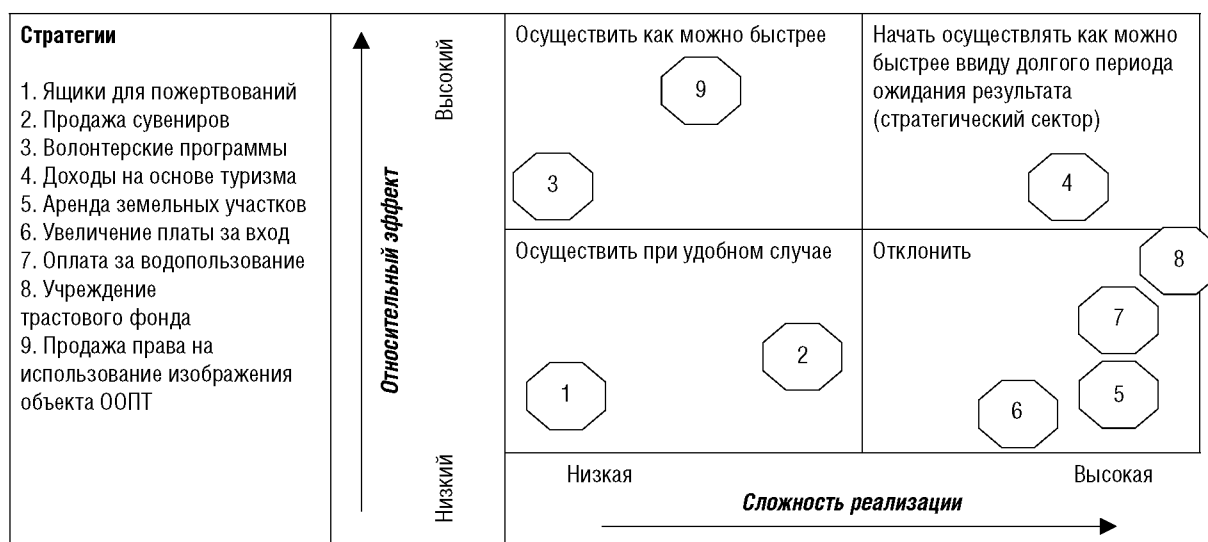 Стратегии
1. Ящики для пожертвований
2. Продажа сувениров
3. Волонтерские программы
4. Доходы на основе туризма
5. Аренда земельных участков
6. Увеличение платы за вход
7. Оплата за водопользование
8. Учреждение
трастового фонда
9. Продажа права на
использование изображения
объекта ООПТ
Относительный эффект
Высокий
Низкий
Осуществить как можно быстрее
9
3
Начать осуществлять как можно
быстрее ввиду долгого периода
ожидания результата
(стратегический сектор)
4
Осуществить при удобном случае
2
1
Отклонить
8
7
5
6
Низкая
Высокая
Сложность реализации